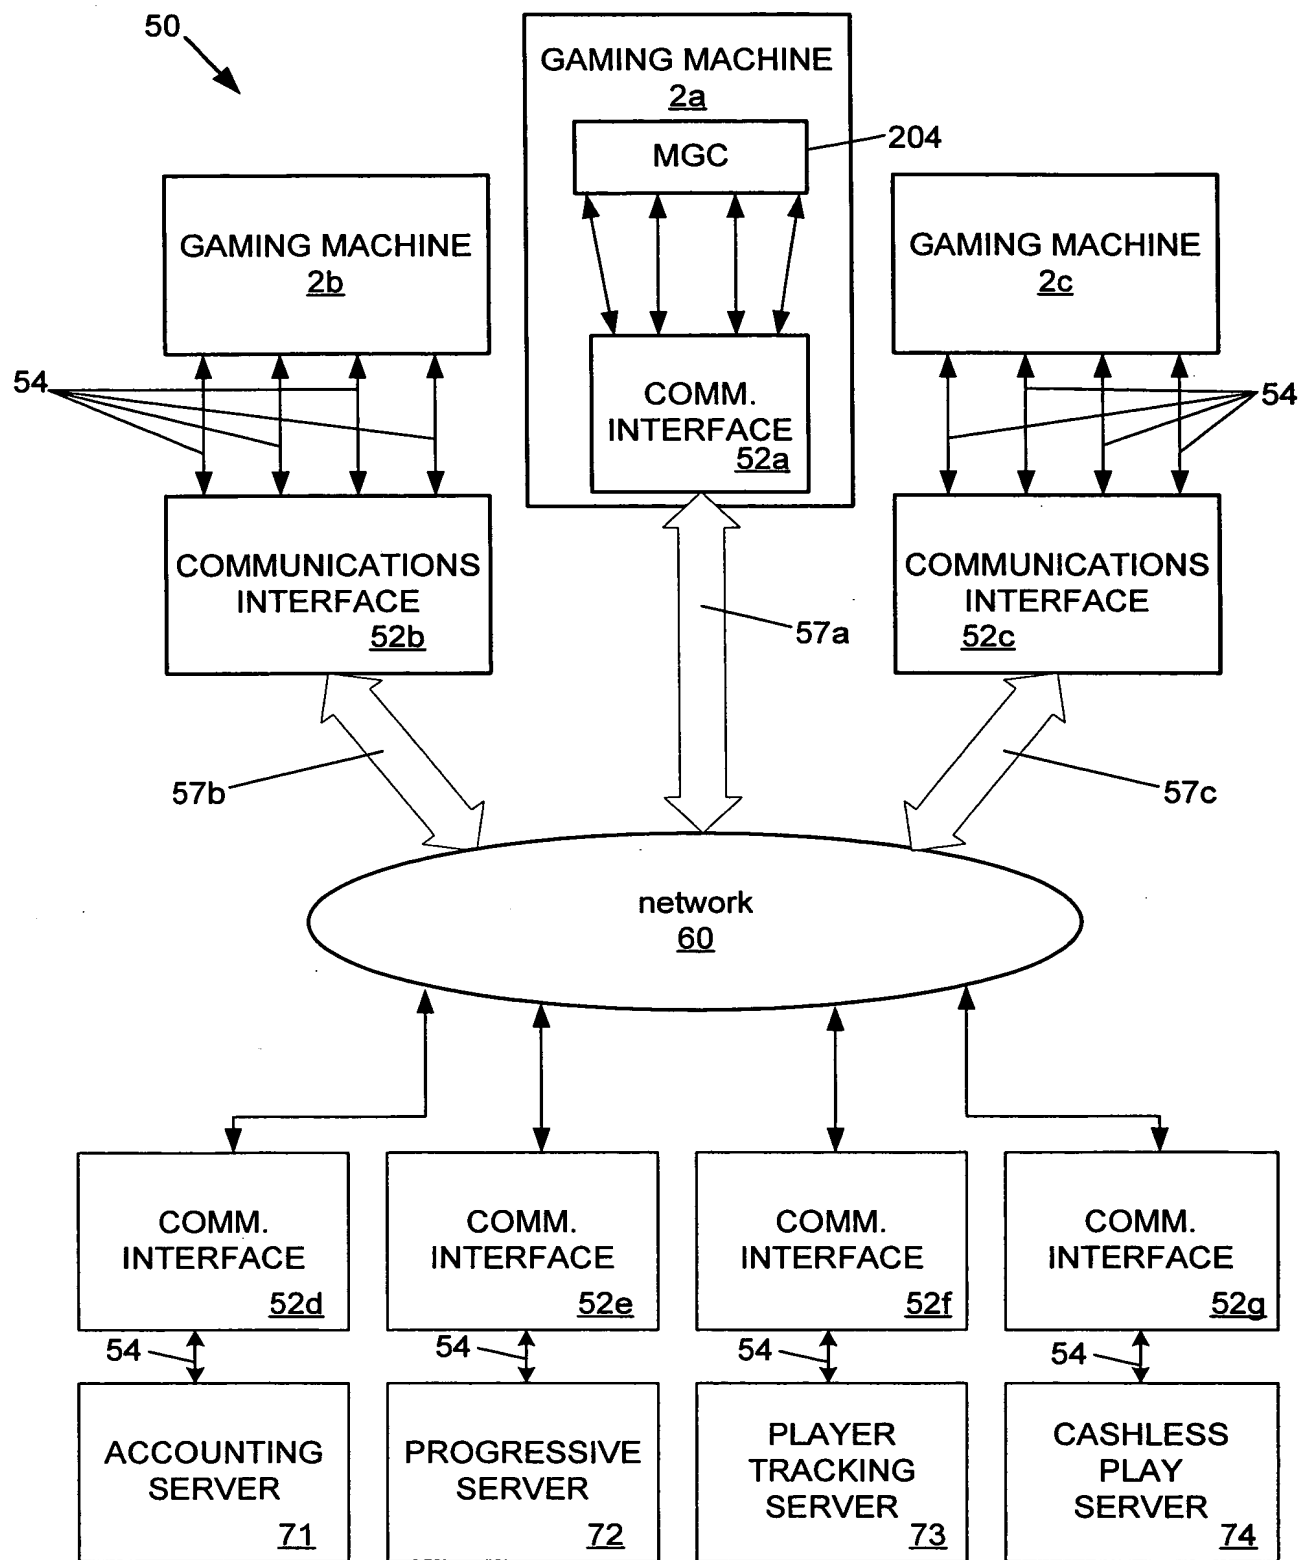 50
GAMING MACHINE
2a
MGC
204
GAMING MACHINE
2b
GAMING MACHINE
2c
54
COMM.
INTERFACE
52a
54
COMMUNICATIONS
INTERFACE
52b
COMMUNICATIONS
INTERFACE
52c
57a
57b
57c
network
60
COMM.
INTERFACE
52d
COMM.
INTERFACE
52e
COMM.
INTERFACE
52f
COMM.
INTERFACE
52g
54
54
54
54
ACCOUNTING
SERVER
71
PROGRESSIVE
SERVER
72
PLAYER
TRACKING
SERVER
73
CASHLESS
PLAY
SERVER
74